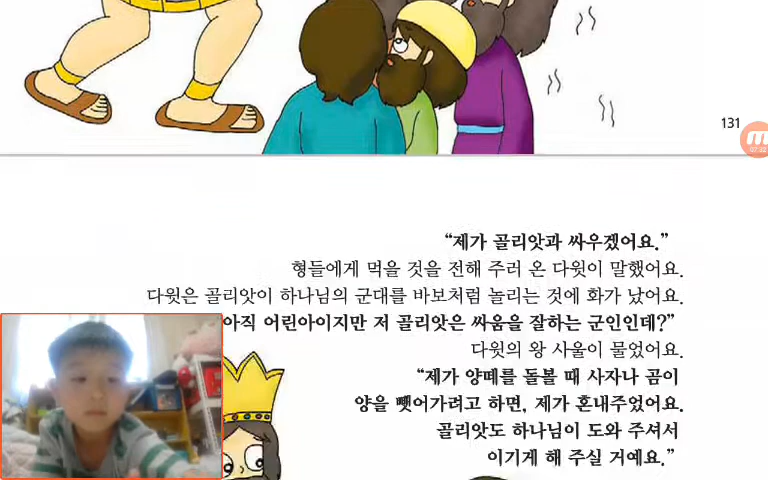 131
“제가 골리앗과 싸우겠어요.”
형들에게 먹을 것을 전해 주러 온 다윗이 말했어요.
다윗은 골리앗이 하나님의 군대를 바보처럼 놀리는 것에 화가 났어요.
아직 어린아이지만 저 골리앗은 싸움을 잘하는 군인인데?”
다윗의 왕 사울이 물었어요.
“제가 양떼를 돌볼 때 사자나 곰이
양을 뺏어가려고 하면, 제가 혼내주었어요.
골리앗도 하나님이 도와 주셔서
이기게 해 주실 거예요.”